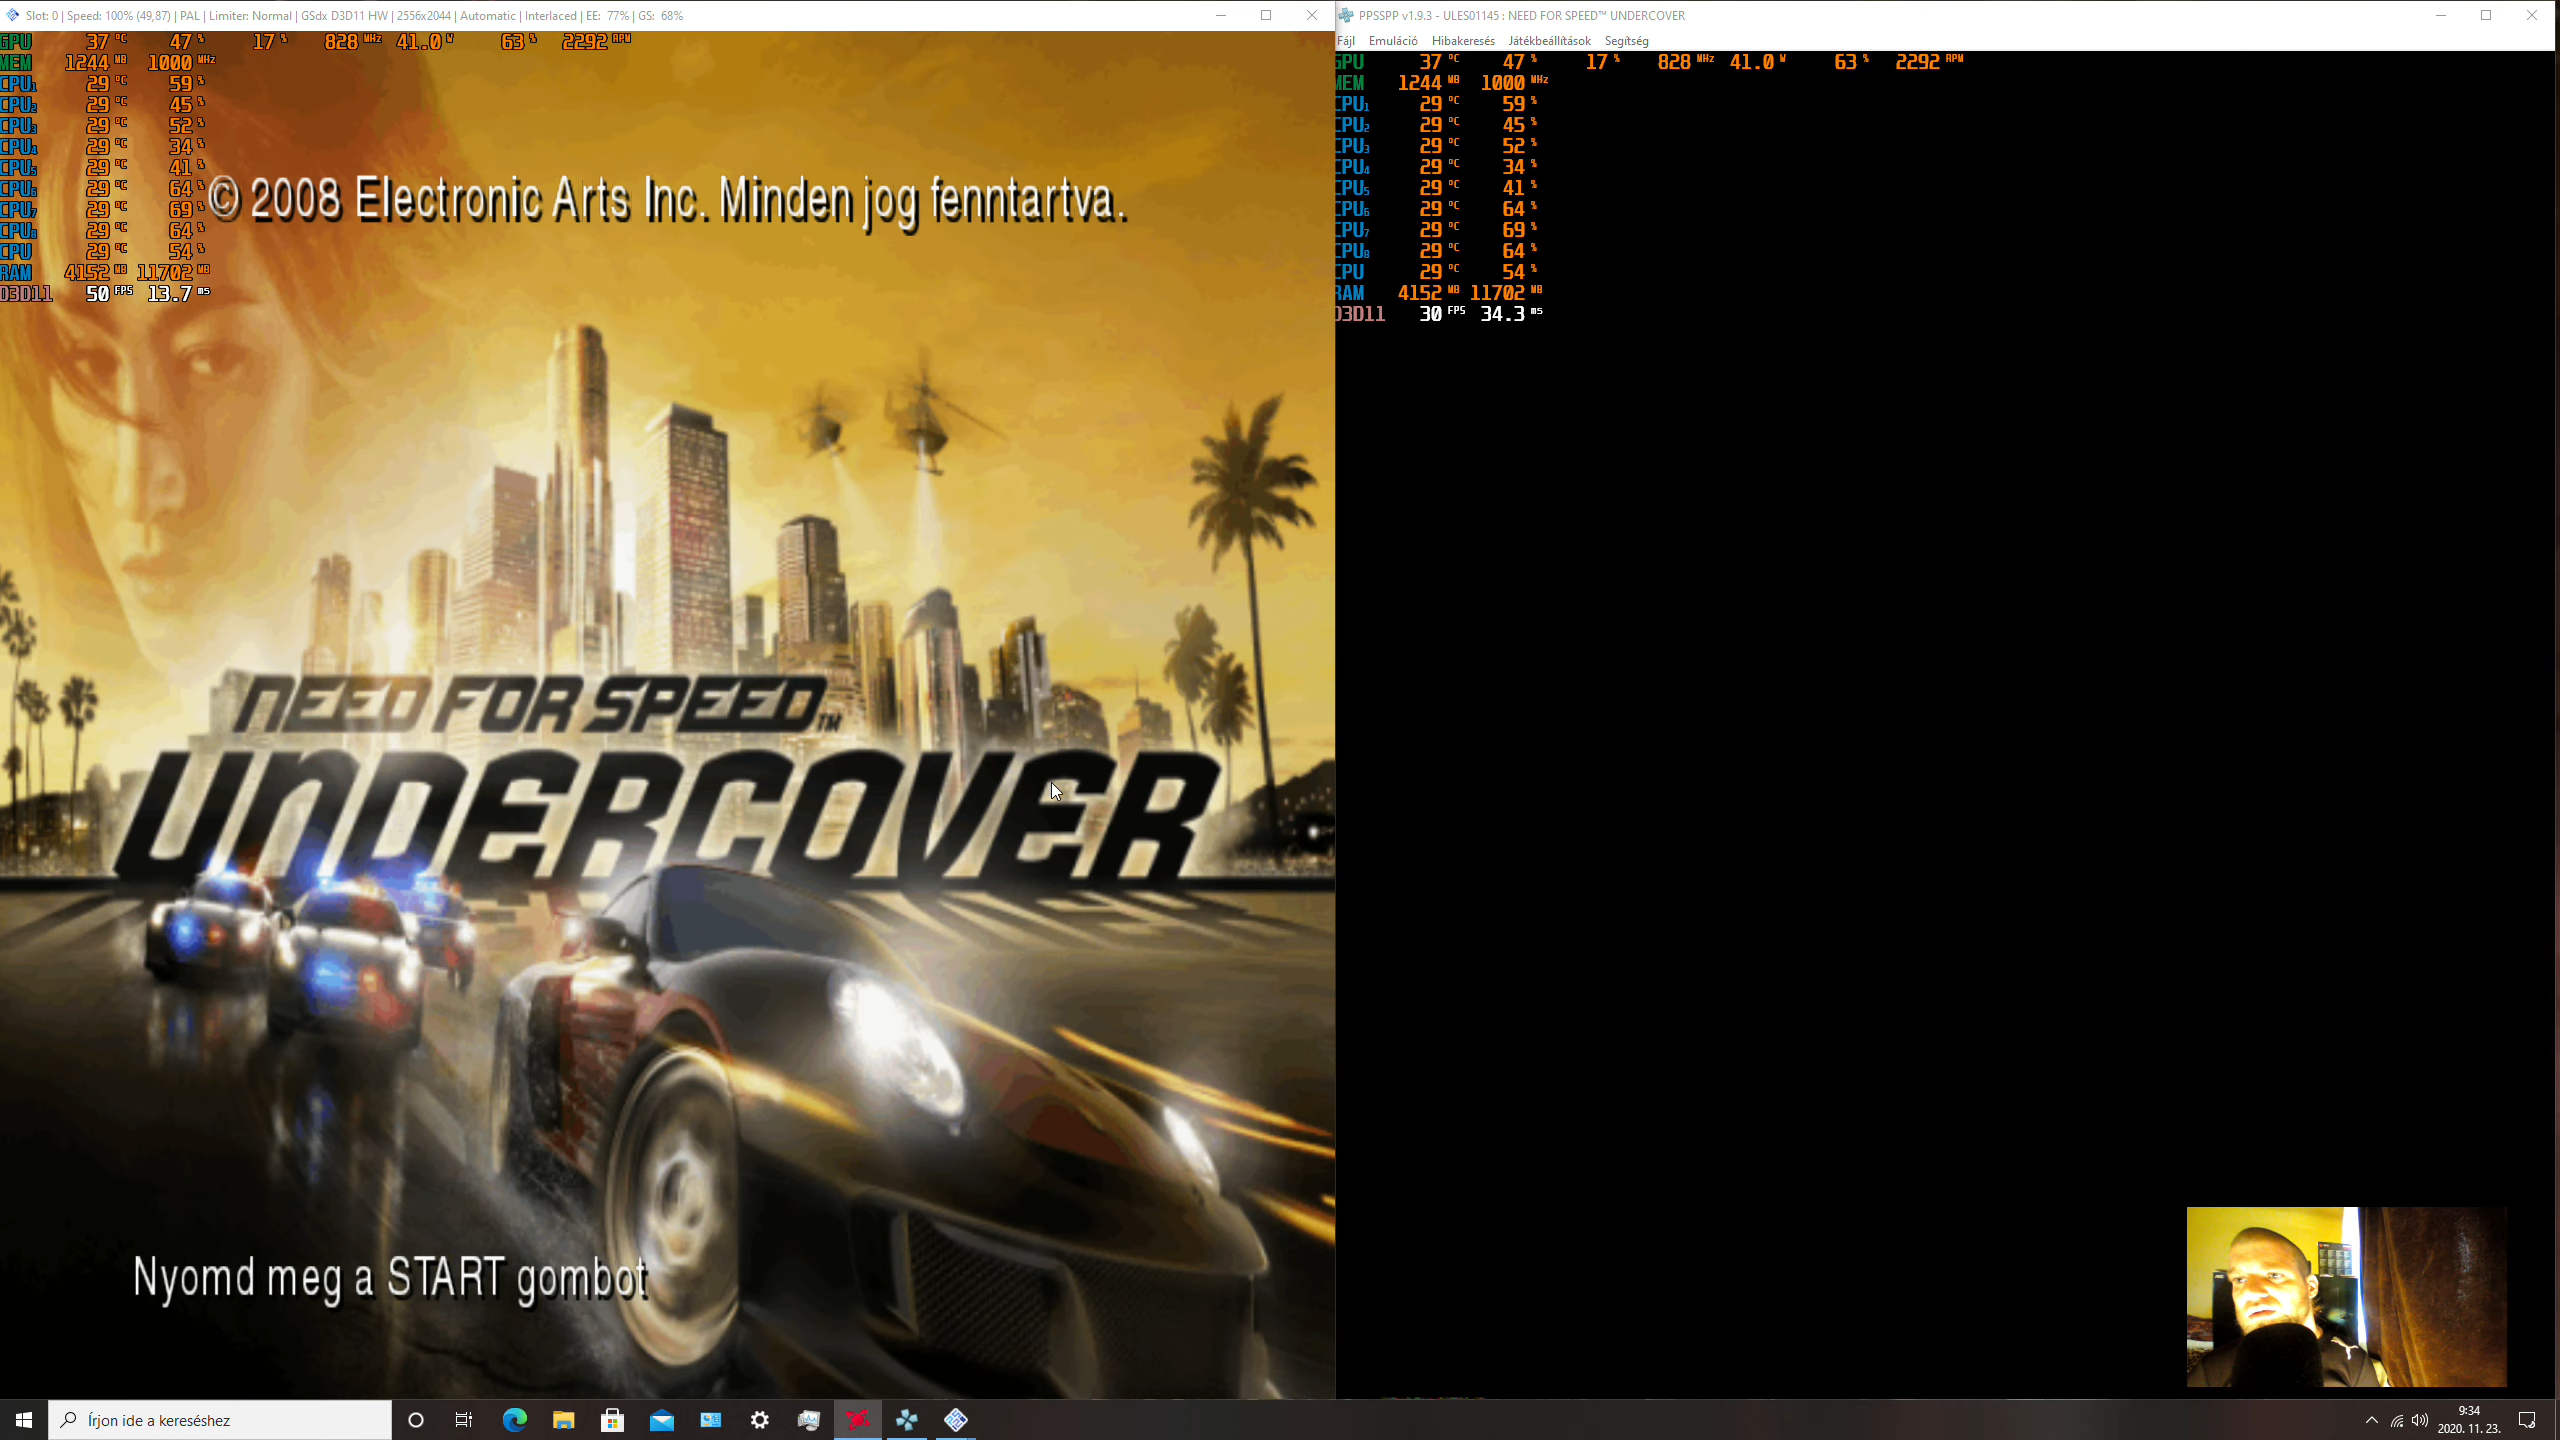 Slot: 0 | Speed: 100% (49,87) | PAL | Limiter: Normal | GSdx D3D11 HW | 2556x2044 | Automatic | Interlaced | EE: 77% | GS: 68%
GPU 37 °C 47 % 17 % 828 MHz 41.0 W 63 % 2292 RPM
MEM 1244 MB 1000 MHz
CPU1 29 °C 59 %
CPU2 29 °C 45 %
CPU3 29 °C 52 %
CPU4 29 °C 34 %
CPU5 29 °C 41 %
CPU6 29 °C 64 %
CPU7 29 °C 69 %
CPU8 29 °C 64 %
CPU 29 °C 54 %
RAM 4152 MB 11702 MB
D3D11 50 FPS 13.7 ms
© 2008 Electronic Arts Inc. Minden jog fenntartva.
NEED FOR SPEED™
UNDERCOVER
Nyomd meg a START gombot
PPSSPP v1.9.3 - ULES01145 : NEED FOR SPEED™ UNDERCOVER
Fájl Emuláció Hibakeresés Játékbeállítások Segítség
GPU 37 °C 47 % 17 % 828 MHz 41.0 W 63 % 2292 RPM
MEM 1244 MB 1000 MHz
CPU1 29 °C 59 %
CPU2 29 °C 45 %
CPU3 29 °C 52 %
CPU4 29 °C 34 %
CPU5 29 °C 41 %
CPU6 29 °C 64 %
CPU7 29 °C 69 %
CPU8 29 °C 64 %
CPU 29 °C 54 %
RAM 4152 MB 11702 MB
D3D11 30 FPS 34.3 ms
Írjon ide a kereséshez
9:34
2020. 11. 23.